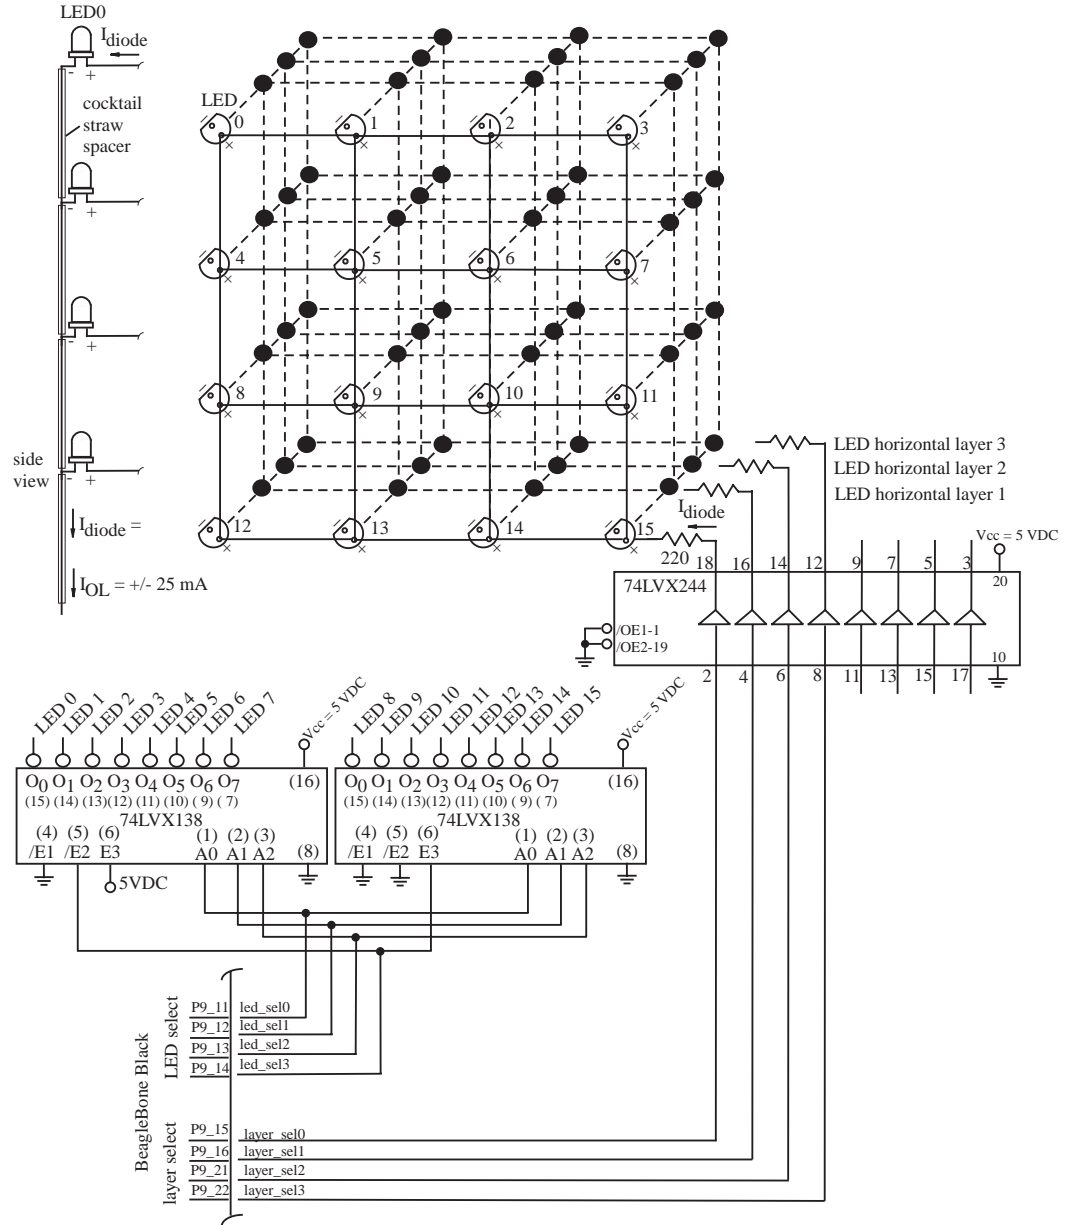 LED0
I diode
- +
cocktail
straw
spacer
- +
- +
side
view
- +
I diode =
I OL = +/- 25 mA
LED
0 1 2 3
4 5 6 7
8 9 10 11
12 13 14 15
LED horizontal layer 3
LED horizontal layer 2
LED horizontal layer 1
I diode
220
Vcc = 5 VDC
18 16 14 12 9 7 5 3
20
74LVX244
/OE1-1
/OE2-19
10
2 4 6 8 11 13 15 17
LED 0 LED 1 LED 2 LED 3 LED 4 LED 5 LED 6 LED 7
Vcc = 5 VDC
O0 O1 O2 O3 O4 O5 O6 O7 (16)
(15) (14) (13) (12) (11) (10) ( 9) ( 7)
74LVX138
(4) (5) (6) (1) (2) (3)
/E1 /E2 E3 A0 A1 A2 (8)
5VDC
LED 8 LED 9 LED 10 LED 11 LED 12 LED 13 LED 14 LED 15
Vcc = 5 VDC
O0 O1 O2 O3 O4 O5 O6 O7 (16)
(15) (14) (13) (12) (11) (10) ( 9) ( 7)
74LVX138
(4) (5) (6) (1) (2) (3)
/E1 /E2 E3 A0 A1 A2 (8)
BeagleBone Black
LED select
P9_11 led_sel0
P9_12 led_sel1
P9_13 led_sel2
P9_14 led_sel3
layer select
P9_15 layer_sel0
P9_16 layer_sel1
P9_21 layer_sel2
P9_22 layer_sel3